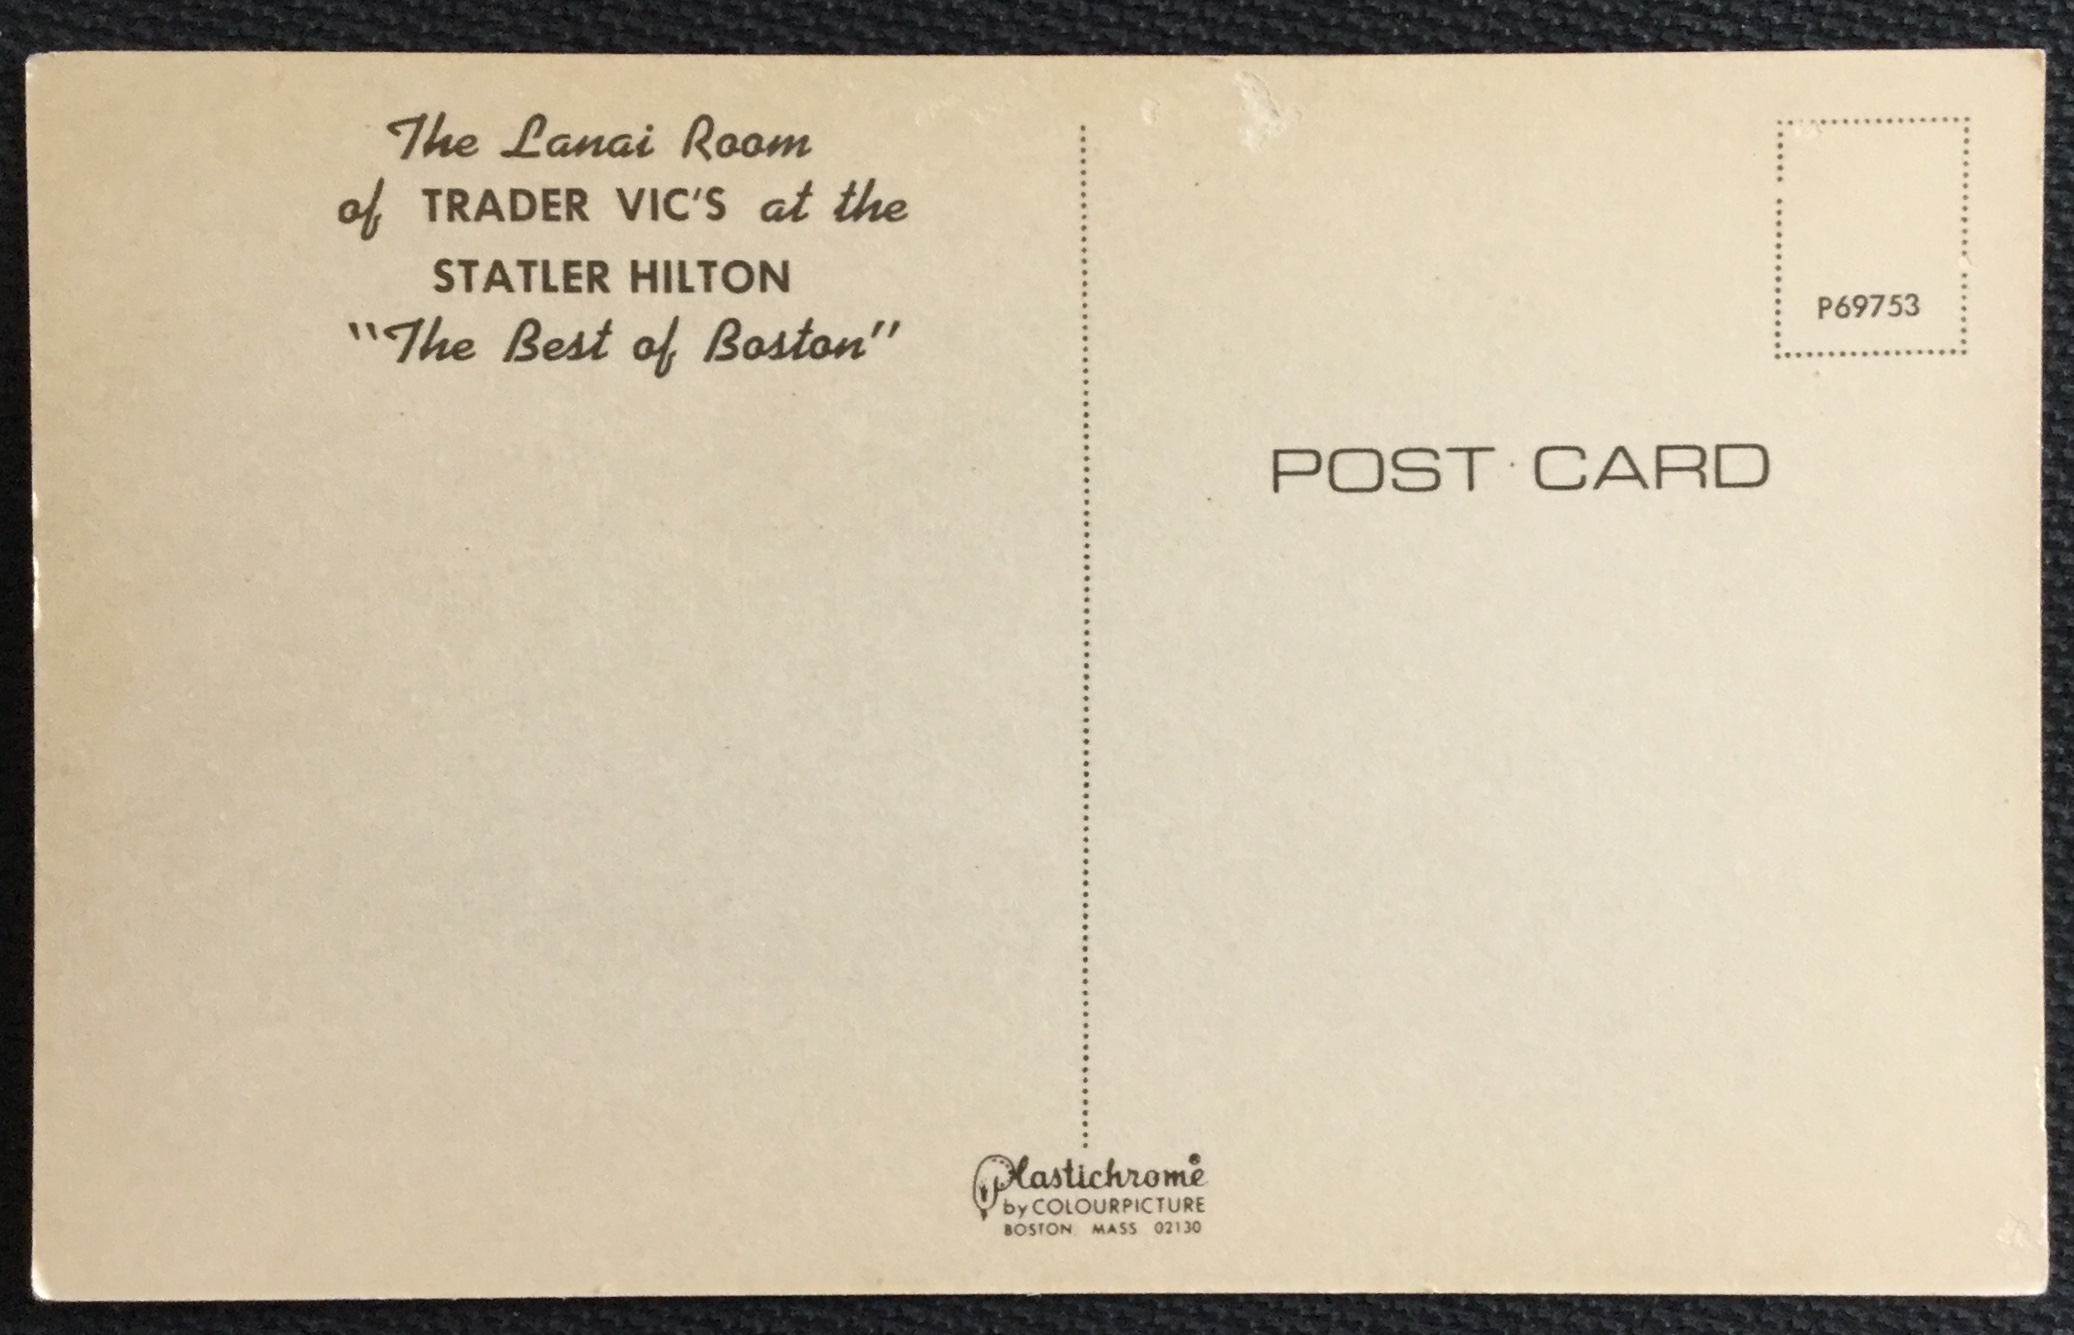 The Lanai Room
of TRADER VIC'S at the
STATLER HILTON
"The Best of Boston"
P69753
POST CARD
Plastichrome®
by COLOURPICTURE
BOSTON MASS 02130